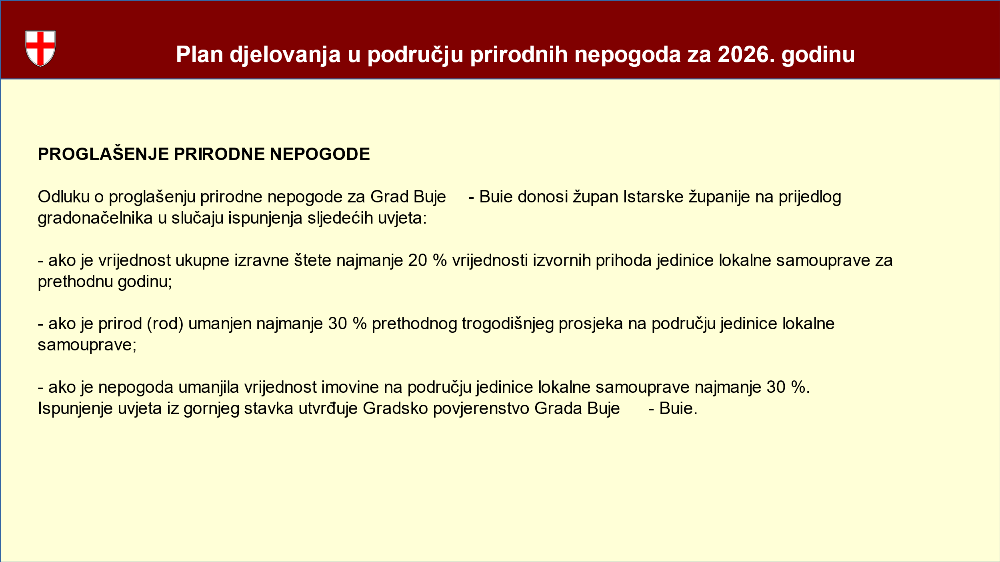 Plan djelovanja u području prirodnih nepogoda za 2026. godinu
PROGLAŠENJE PRIRODNE NEPOGODE
Odluku o proglašenju prirodne nepogode za Grad Buje - Buie donosi župan Istarske županije na prijedlog
gradonačelnika u slučaju ispunjenja sljedećih uvjeta:
- ako je vrijednost ukupne izravne štete najmanje 20 % vrijednosti izvornih prihoda jedinice lokalne samouprave za
prethodnu godinu;
- ako je prirod (rod) umanjen najmanje 30 % prethodnog trogodišnjeg prosjeka na području jedinice lokalne
samouprave;
- ako je nepogoda umanjila vrijednost imovine na području jedinice lokalne samouprave najmanje 30 %.
Ispunjenje uvjeta iz gornjeg stavka utvrđuje Gradsko povjerenstvo Grada Buje - Buie.